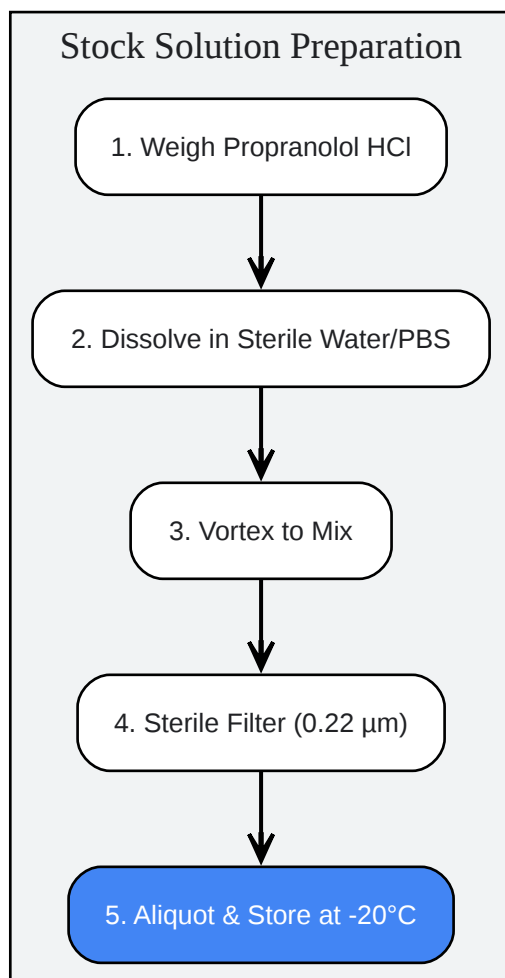 Stock Solution Preparation
1. Weigh Propranolol HCl
2. Dissolve in Sterile Water/PBS
3. Vortex to Mix
4. Sterile Filter (0.22 µm)
5. Aliquot & Store at -20°C